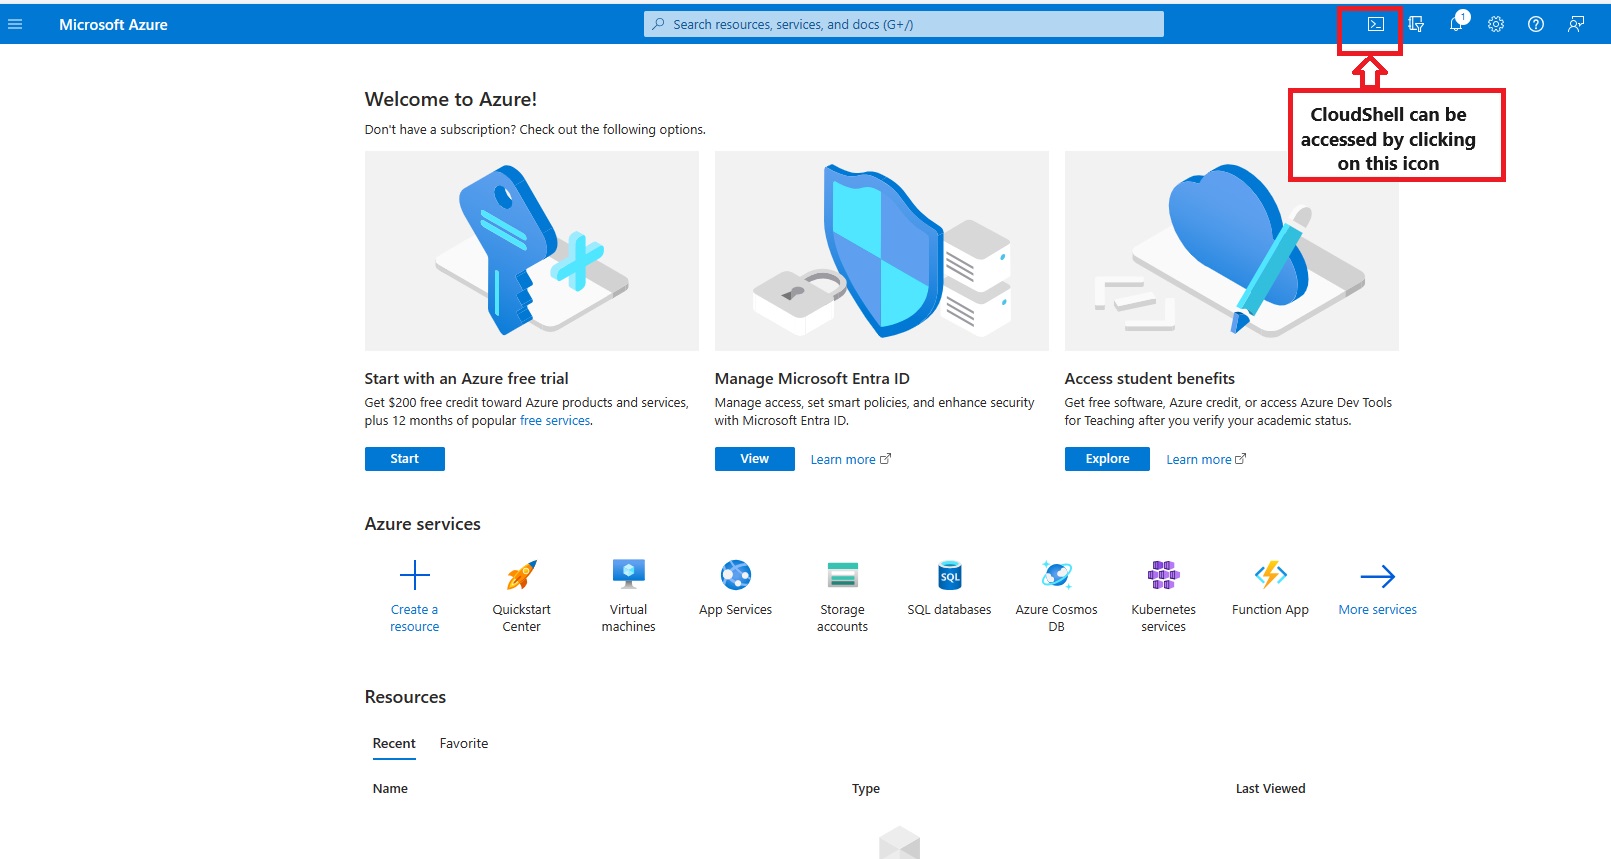 Microsoft Azure
Search resources, services, and docs (G+/)
1
CloudShell can be
accessed by clicking
on this icon
Welcome to Azure!
Don't have a subscription? Check out the following options.
Start with an Azure free trial
Get $200 free credit toward Azure products and services,
plus 12 months of popular free services.
Start
Manage Microsoft Entra ID
Manage access, set smart policies, and enhance security
with Microsoft Entra ID.
View
Learn more
Access student benefits
Get free software, Azure credit, or access Azure Dev Tools
for Teaching after you verify your academic status.
Explore
Learn more
Azure services
Create a
resource
Quickstart
Center
Virtual
machines
App Services
Storage
accounts
SQL
SQL databases
Azure Cosmos
DB
Kubernetes
services
Function App
More services
Resources
Recent
Favorite
Name
Type
Last Viewed